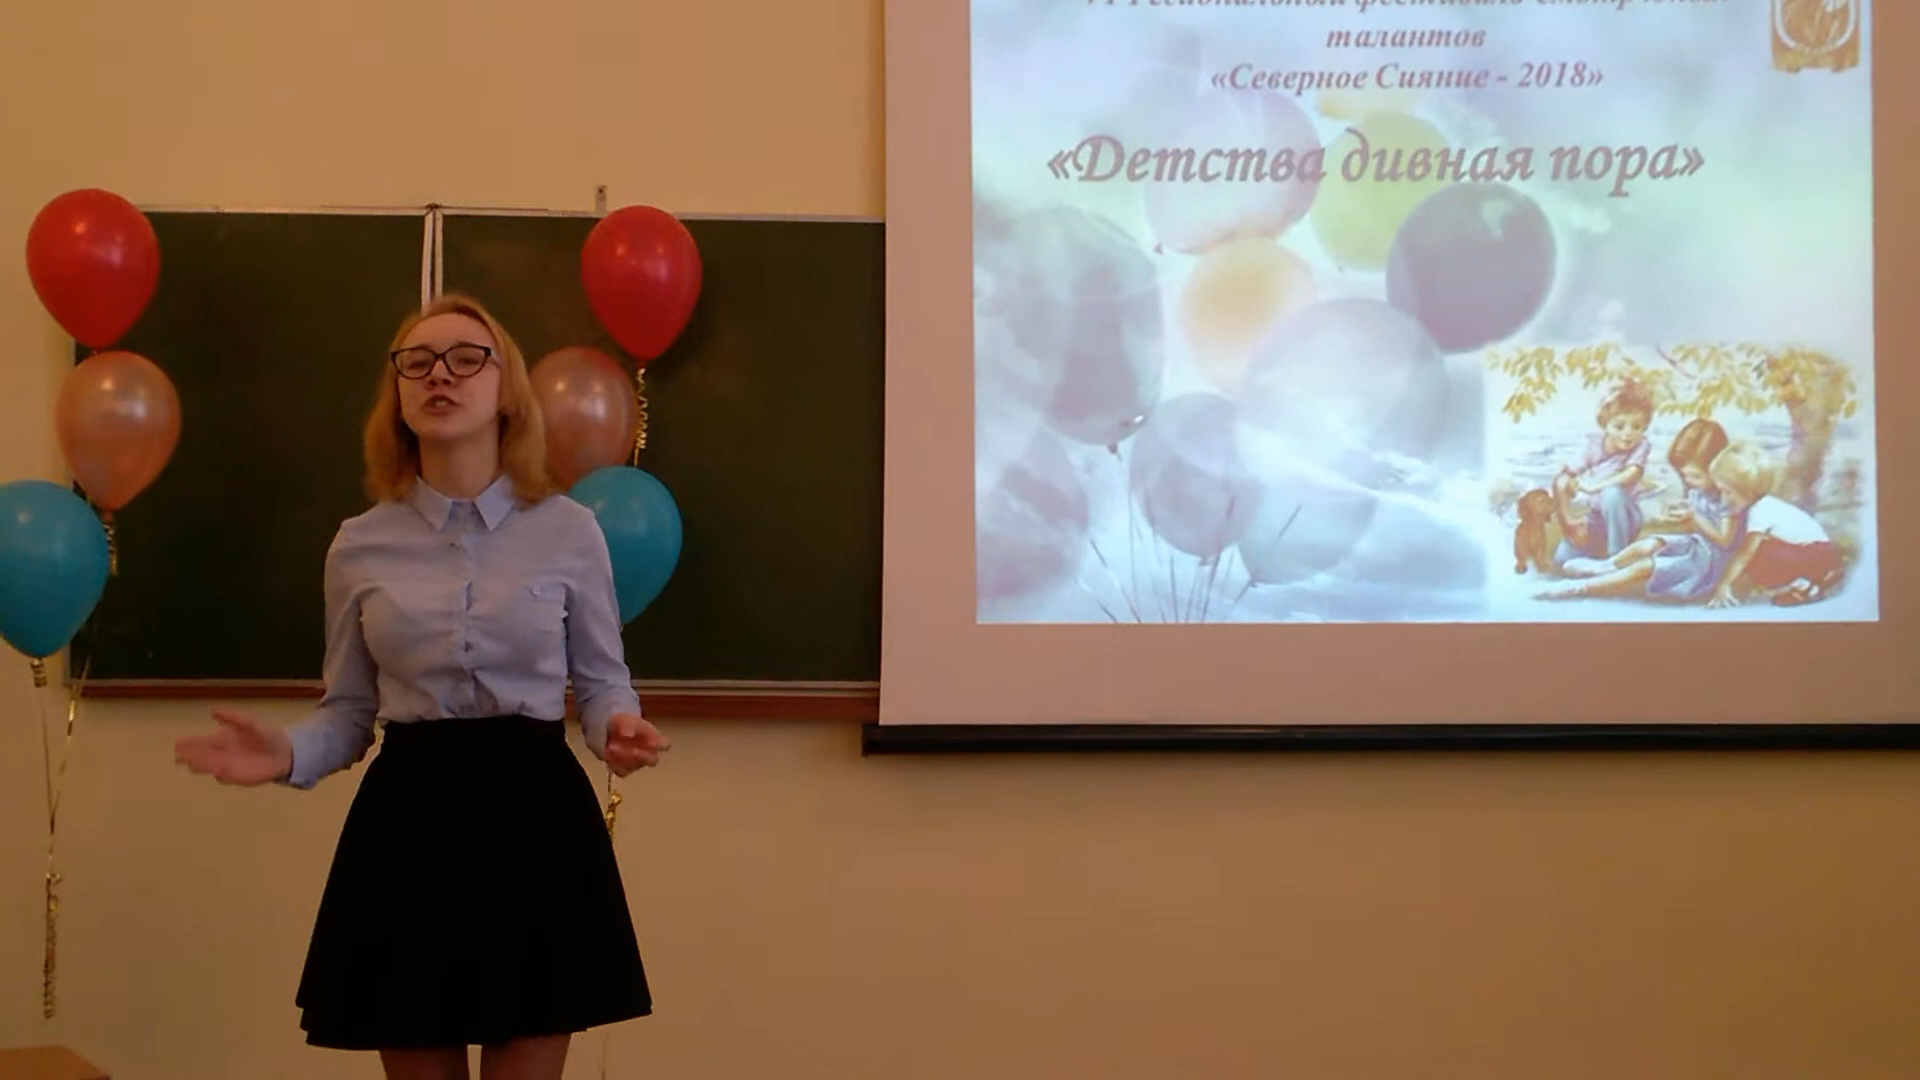 талантов
«Северное Сияние - 2018»
«Детства дивная пора»